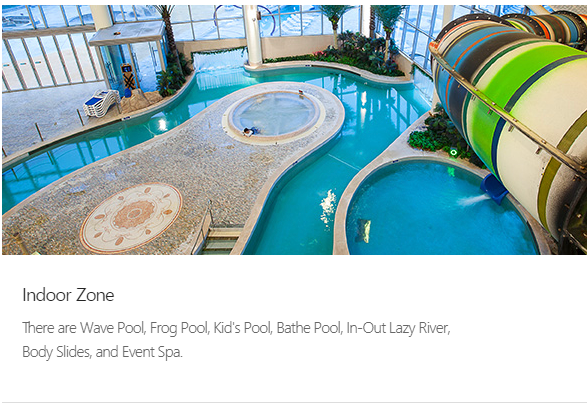 Indoor Zone
There are Wave Pool, Frog Pool, Kid's Pool, Bathe Pool, In-Out Lazy River,
Body Slides, and Event Spa.